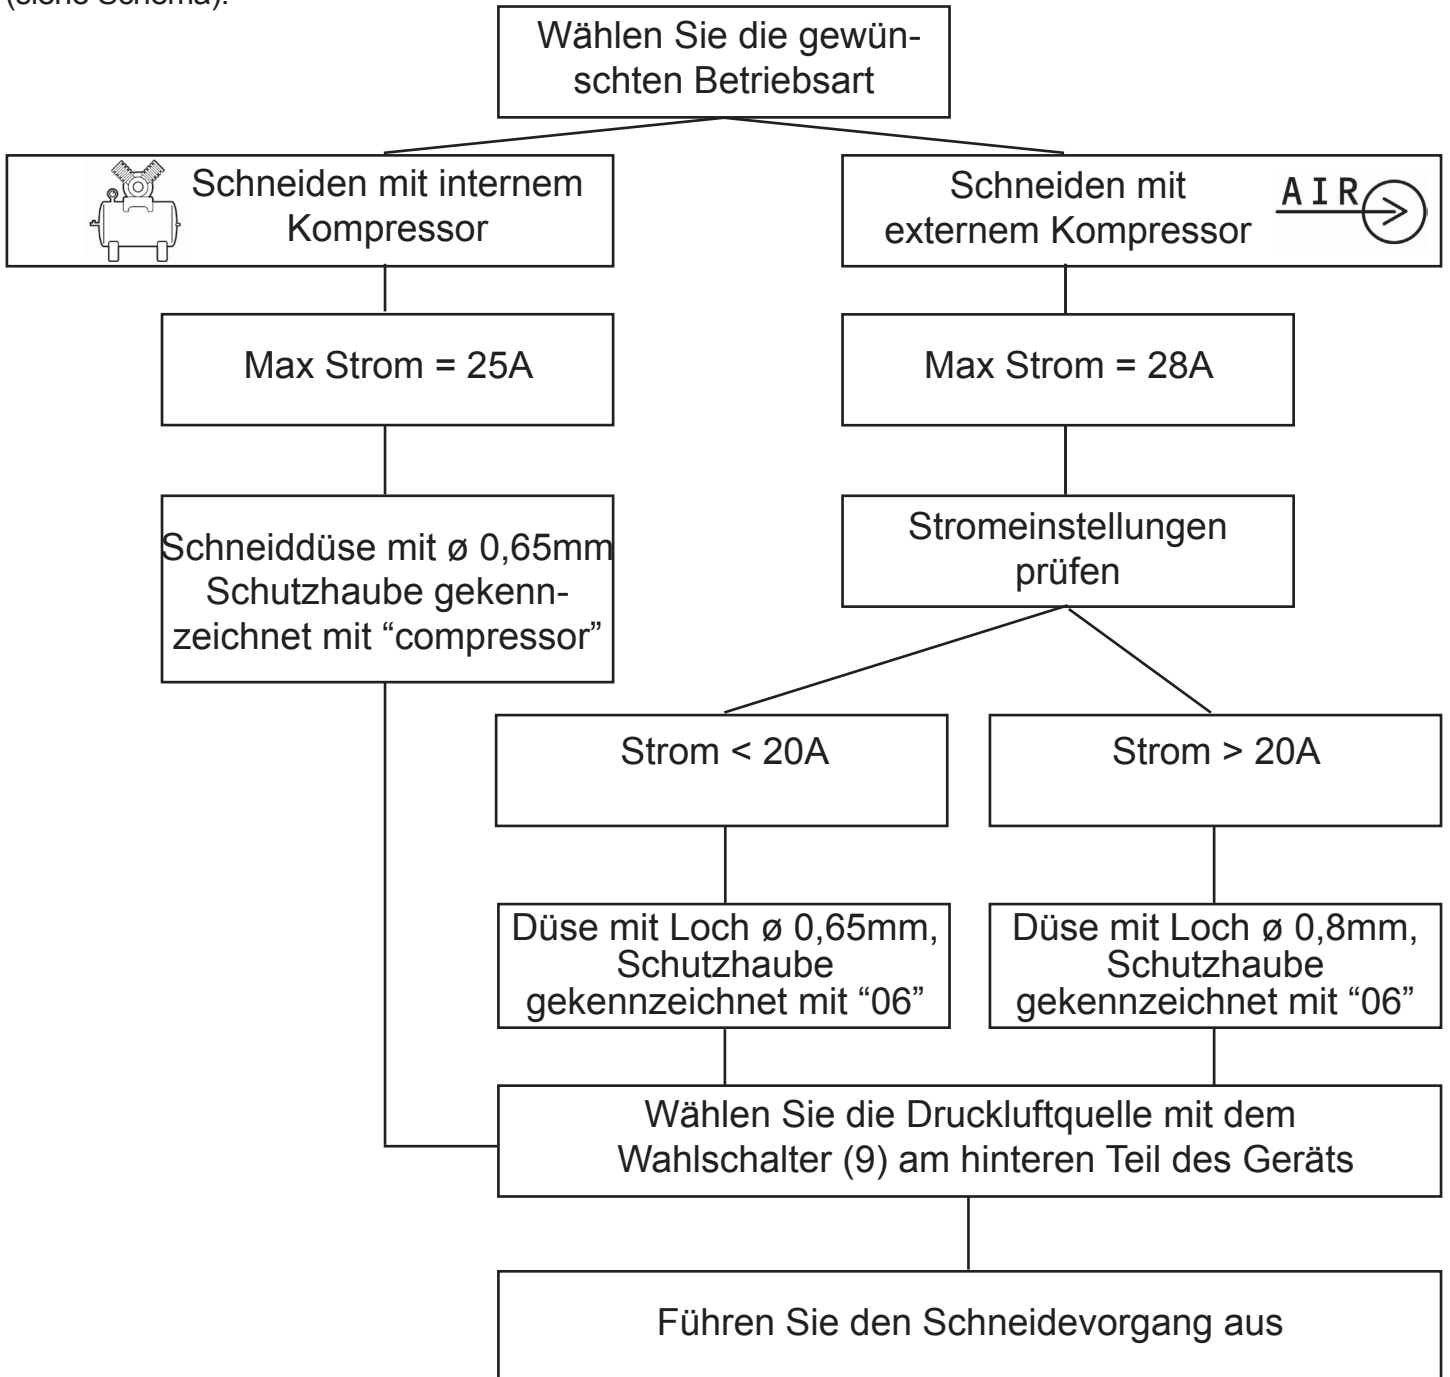 (siehe Schema).
Wählen Sie die gewün-
schten Betriebsart
Schneiden mit internem
Kompressor
Schneiden mit
externem Kompressor
AIR
Max Strom = 25A
Max Strom = 28A
Schneiddüse mit ø 0,65mm
Schutzhaube gekenn-
zeichnet mit “compressor”
Stromeinstellungen
prüfen
Strom < 20A
Strom > 20A
Düse mit Loch ø 0,65mm,
Schutzhaube
gekennzeichnet mit “06”
Düse mit Loch ø 0,8mm,
Schutzhaube
gekennzeichnet mit “06”
Wählen Sie die Druckluftquelle mit dem
Wahlschalter (9) am hinteren Teil des Geräts
Führen Sie den Schneidevorgang aus